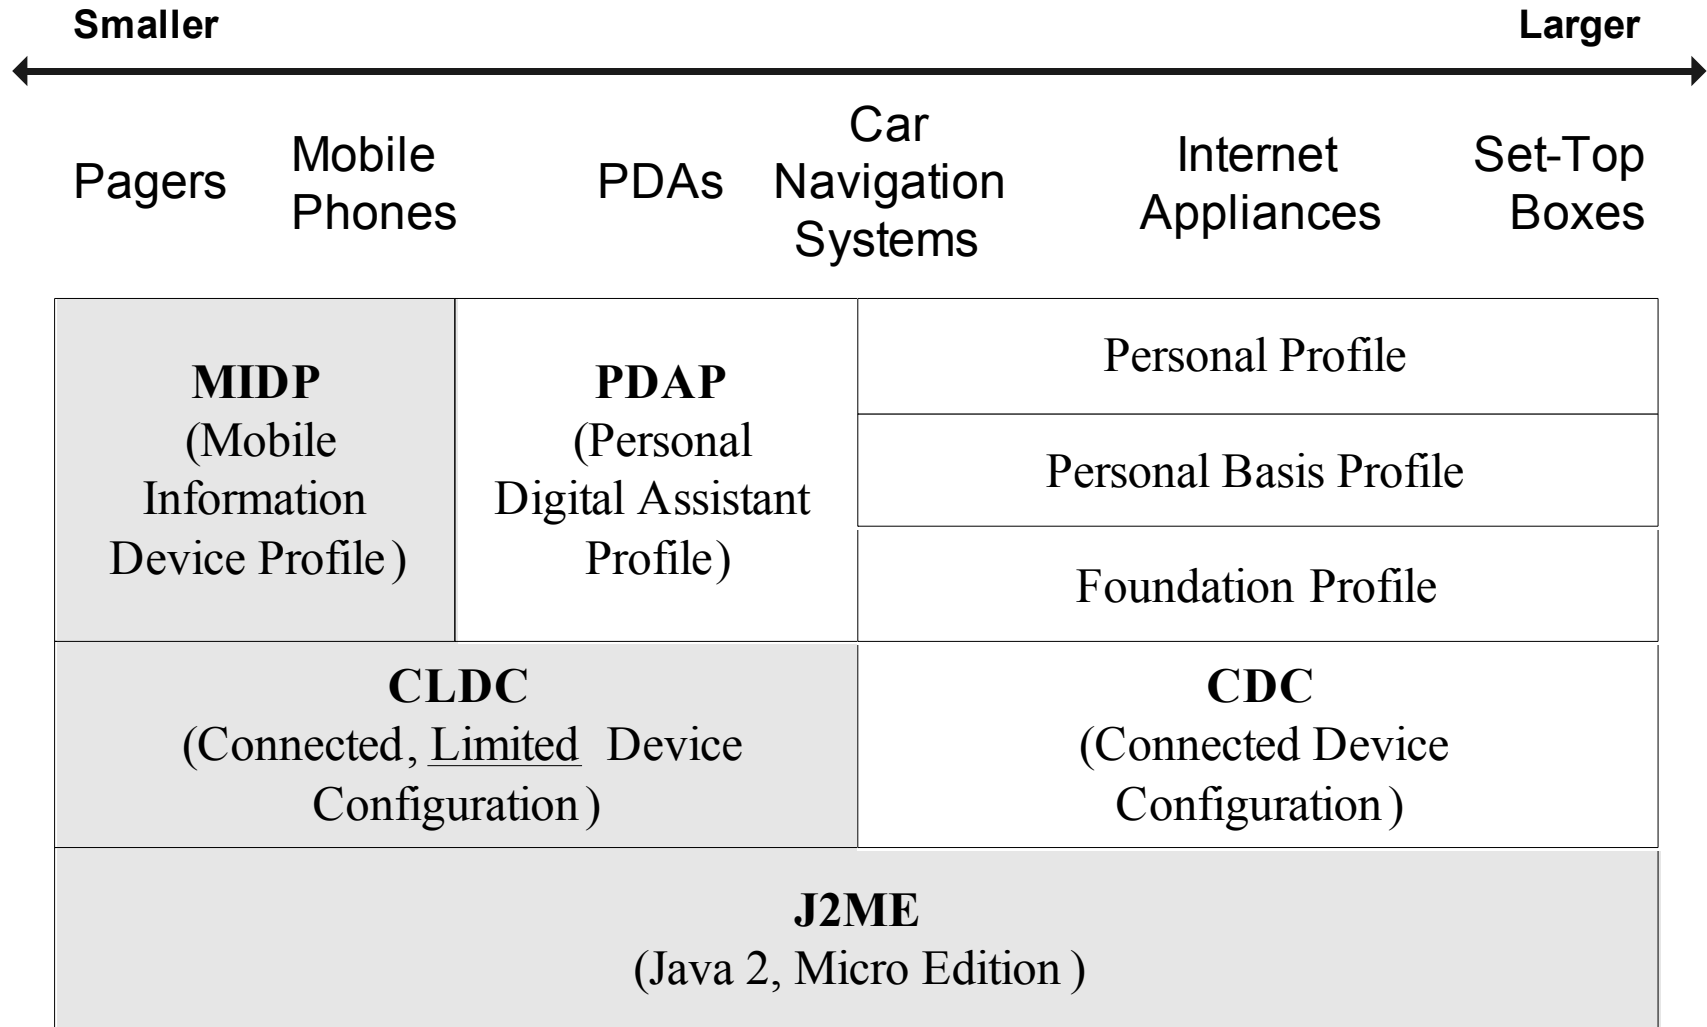 Smaller
Larger
Pagers
Mobile
Phones
PDAs
Car
Navigation
Systems
Internet
Appliances
Set-Top
Boxes
MIDP
(Mobile
Information
Device Profile)
PDAP
(Personal
Digital Assistant
Profile)
Personal Profile
Personal Basis Profile
Foundation Profile
CLDC
(Connected, Limited Device
Configuration)
CDC
(Connected Device
Configuration)
J2ME
(Java 2, Micro Edition)